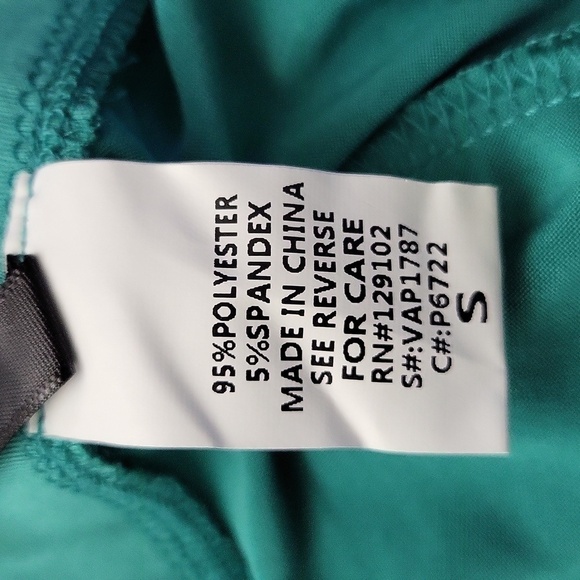 95%POLYESTER
5%SPANDEX
MADE IN CHINA
SEE REVERSE
FOR CARE
RN#129102
S#:VAP1787
C#:P6722
S